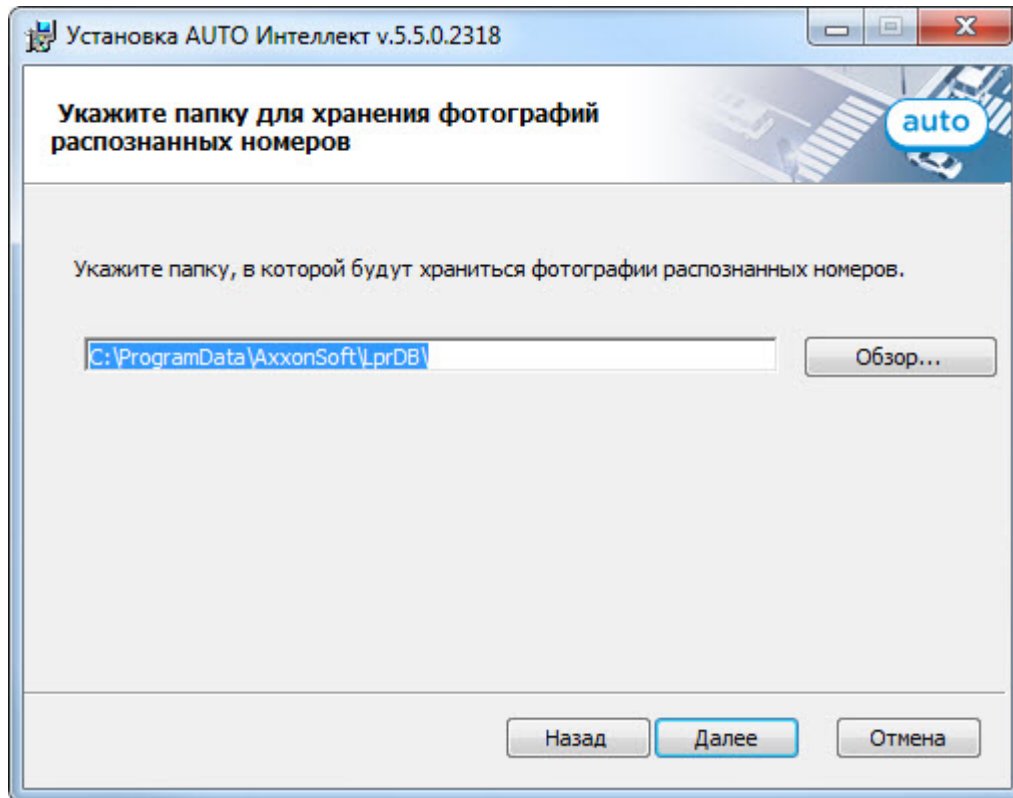 Установка AUTO Интеллект v.5.5.0.2318
Укажите папку для хранения фотографий
распознанных номеров
auto
Укажите папку, в которой будут храниться фотографии распознанных номеров.
C:\ProgramData\AxxonSoft\LprDB\
Обзор...
Назад
Далее
Отмена